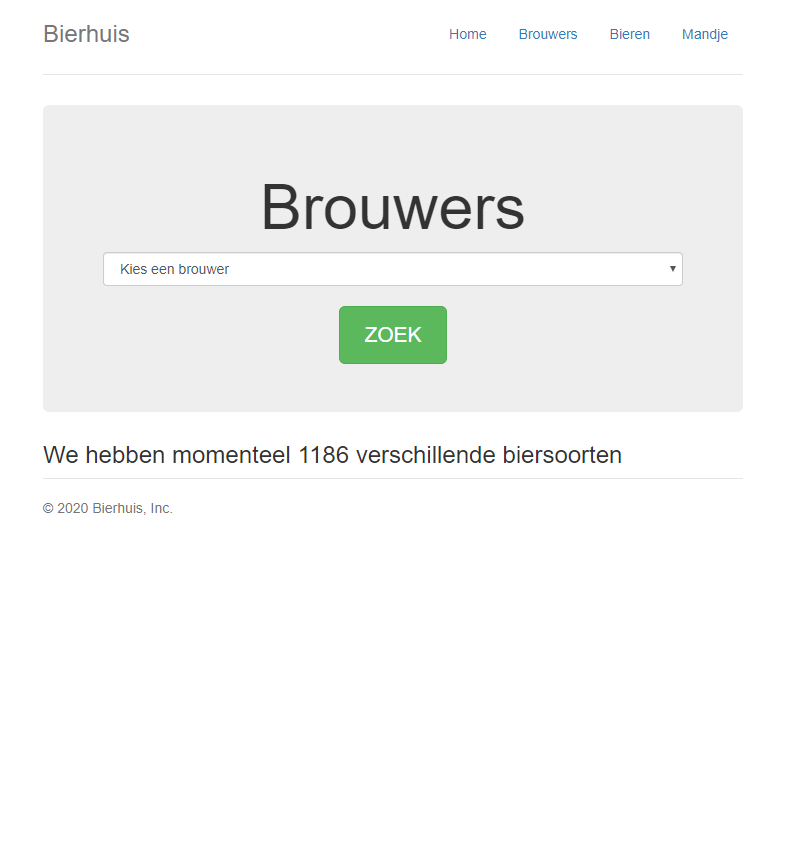 Bierhuis
Home Brouwers Bieren Mandje
Brouwers
Kies een brouwer
ZOEK
We hebben momenteel 1186 verschillende biersoorten
© 2020 Bierhuis, Inc.